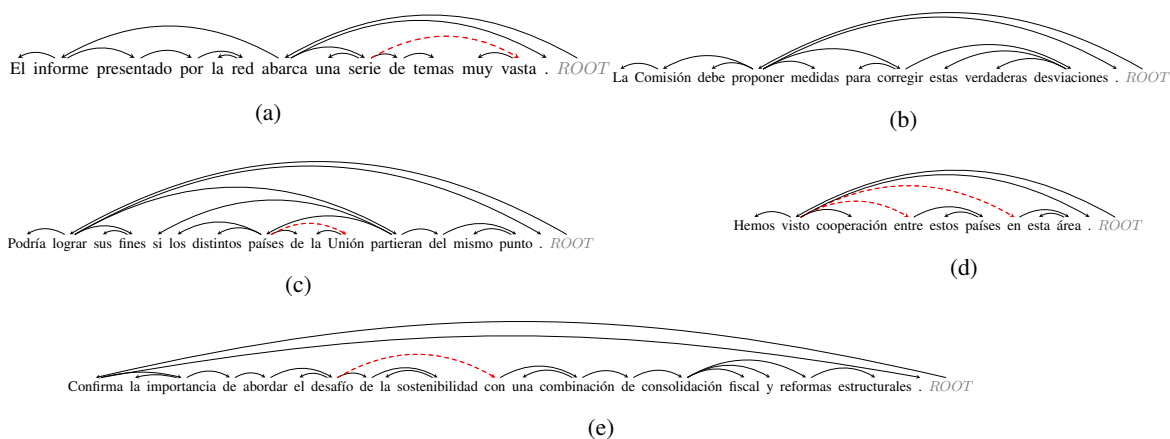 El informe presentado por la red abarca una serie de temas muy vasta . ROOT
(a)
La Comisión debe proponer medidas para corregir estas verdaderas desviaciones . ROOT
(b)
Podría lograr sus fines si los distintos países de la Unión partieran del mismo punto . ROOT
(c)
Hemos visto cooperación entre estos países en esta área . ROOT
(d)
Confirma la importancia de abordar el desafío de la sostenibilidad con una combinación de consolidación fiscal y reformas estructurales . ROOT
(e)